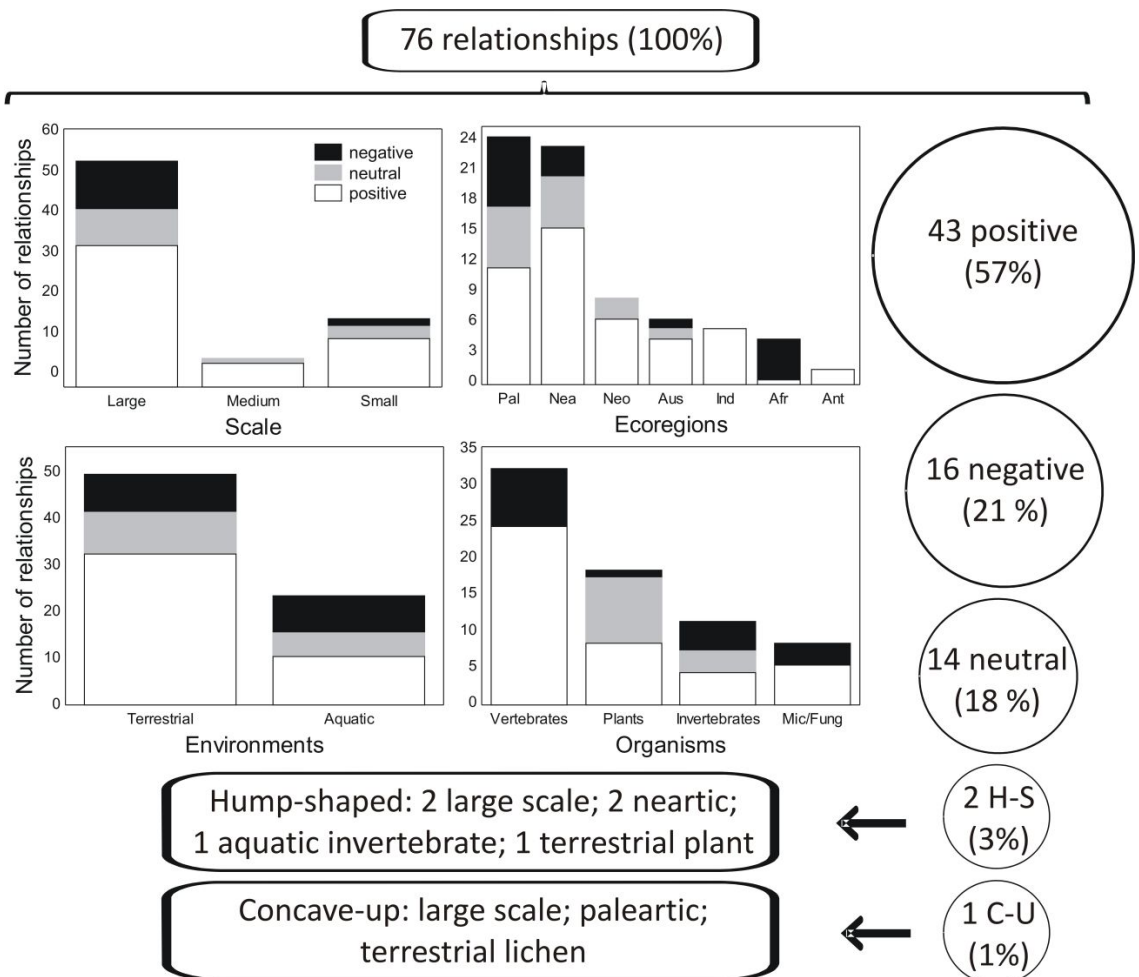 76 relationships (100%)
Number of relationships
60
50
40
30
20
10
0
negative
neutral
positive
Large Medium Small
Scale
24
21
18
15
12
9
6
3
0
Pal Nea Neo Aus Ind Afr Ant
Ecoregions
43 positive
(57%)
Number of relationships
50
40
30
20
10
0
Terrestrial Aquatic
Environments
35
30
25
20
15
10
5
0
Vertebrates Plants Invertebrates Mic/Fung
Organisms
16 negative
(21 %)
14 neutral
(18 %)
Hump-shaped: 2 large scale; 2 neartic;
1 aquatic invertebrate; 1 terrestrial plant
2 H-S
(3%)
Concave-up: large scale; paleartic;
terrestrial lichen
1 C-U
(1%)